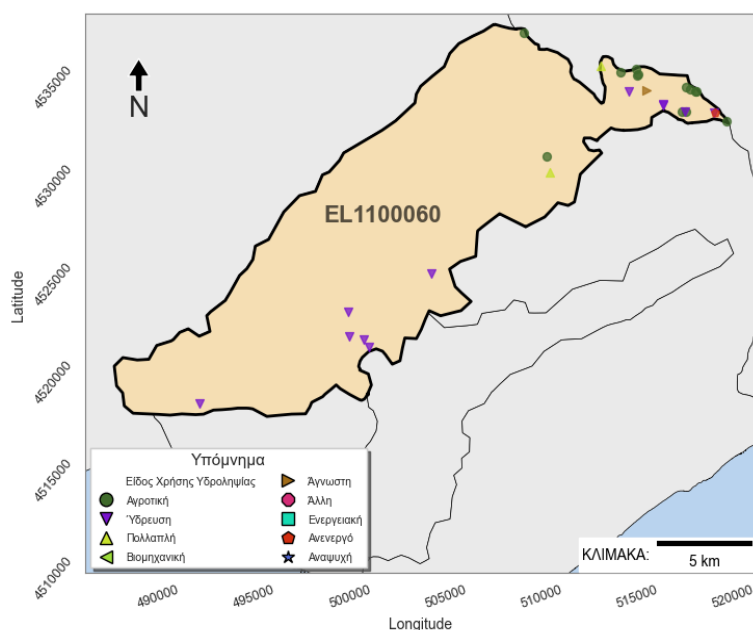 4535000
N
4530000
EL1100060
4525000
Latitude
4520000
4515000
4510000
Υπόμνημα
Είδος Χρήσης Υδροληψίας
Αγροτική
Ύδρευση
Πολλαπλή
Βιομηχανική
Άγνωστη
Άλλη
Ενεργειακή
Ανενεργό
Αναψυχή
ΚΛΙΜΑΚΑ:
5 km
490000 495000 500000 505000 510000 515000 520000
Longitude